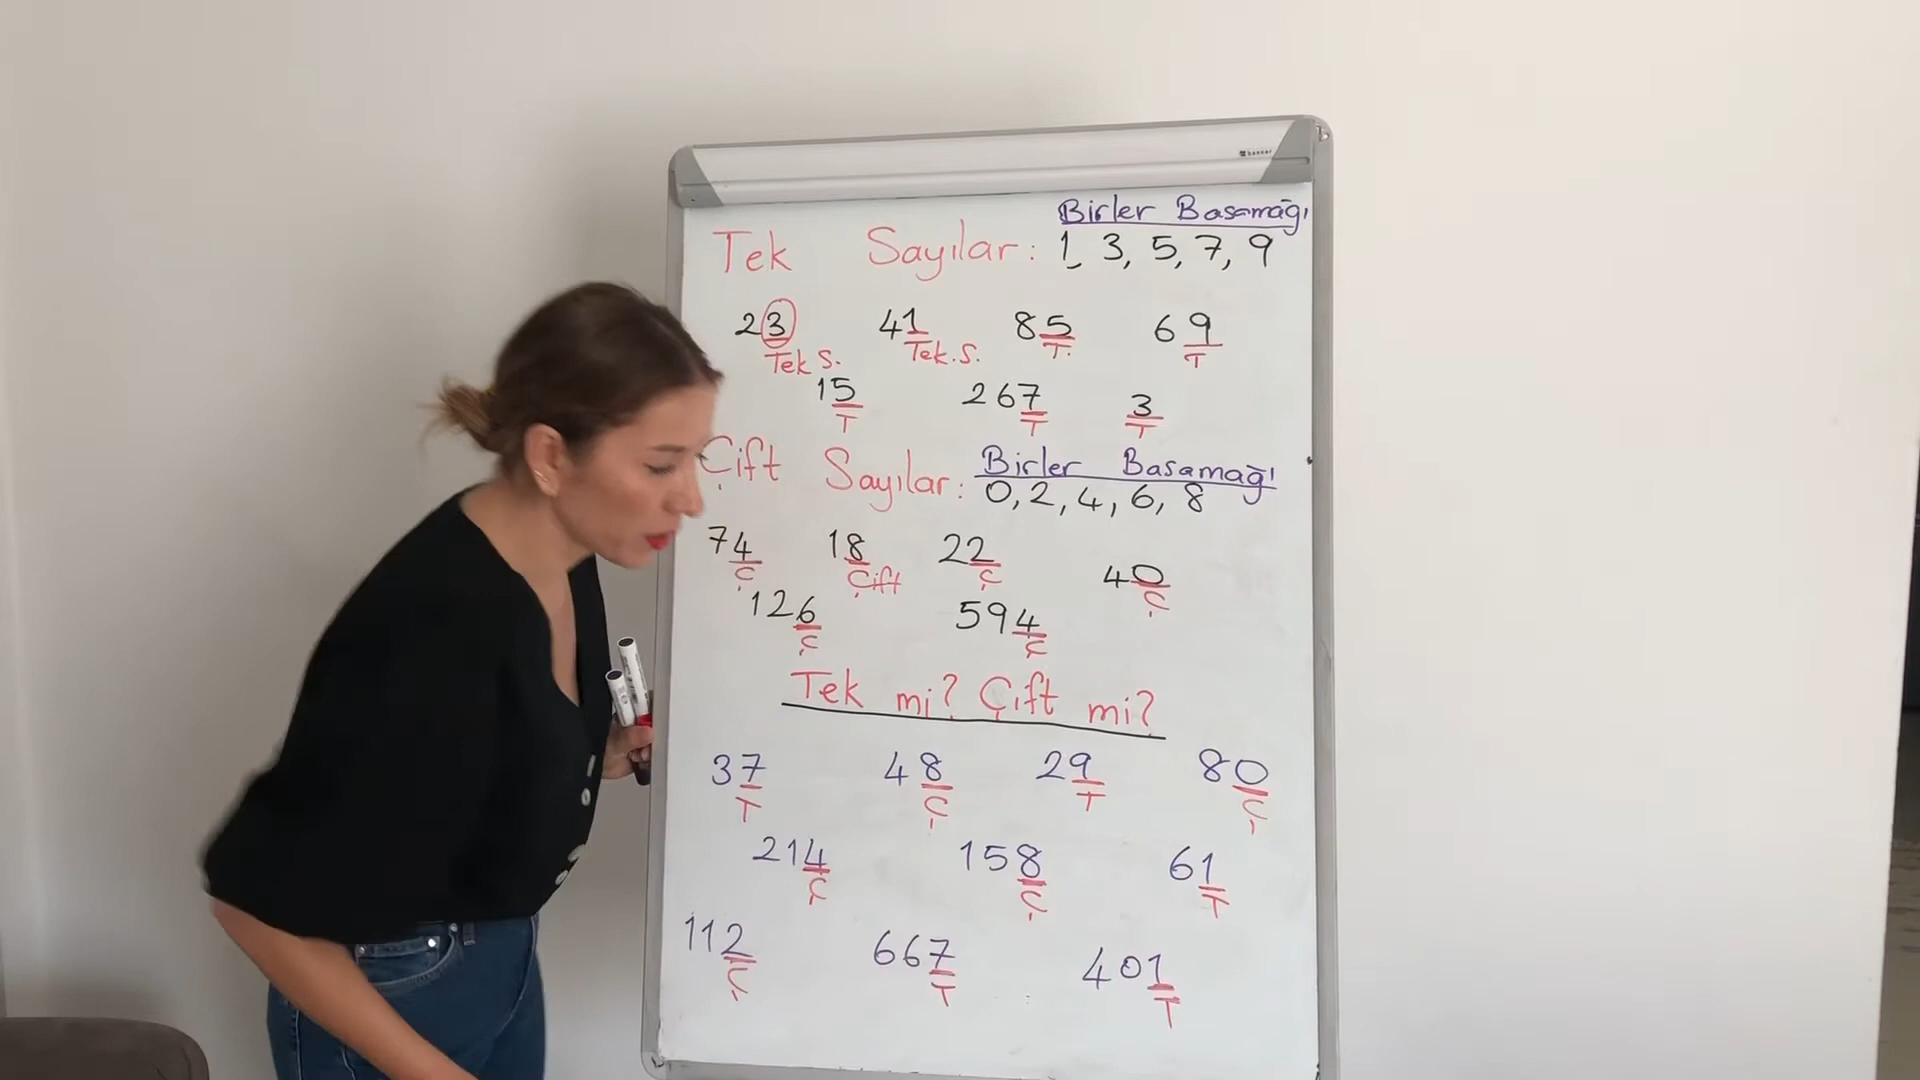 banner
Birler Basamağı
Tek Sayılar: 1, 3, 5, 7, 9
23 41 85 69
Tek S. Tek.S. T. T
15 267 3
T T T
Çift Sayılar: Birler Basamağı
0, 2, 4, 6, 8
74 18 22 40
Ç Çift Ç Ç
126 594
Ç Ç
Tek mi? Çift mi?
37 48 29 80
T Ç T Ç
214 158 61
Ç Ç T
112 667 401
Ç T T